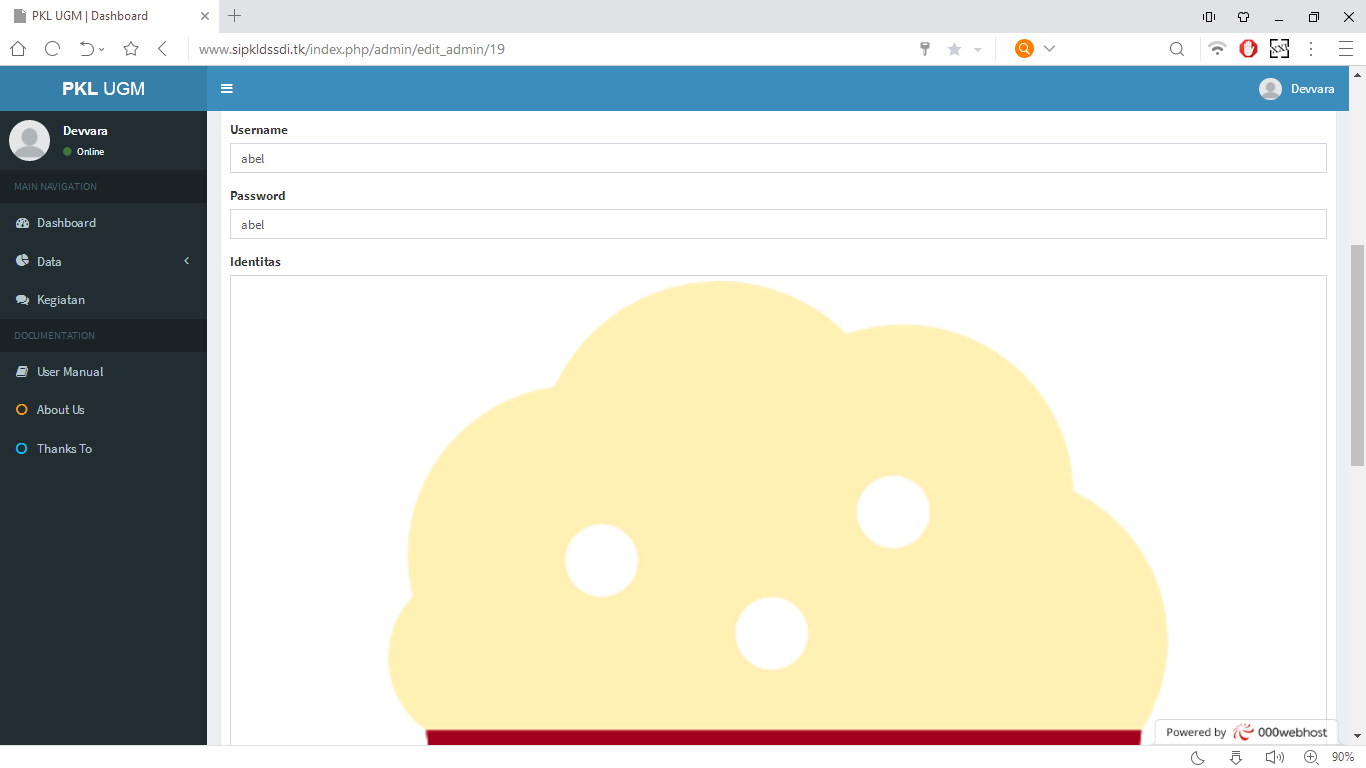 PKL UGM | Dashboard
www.sipkldssdi.tk/index.php/admin/edit_admin/19
PKL UGM
Devvara
Devvara
Online
MAIN NAVIGATION
Dashboard
Data
Kegiatan
DOCUMENTATION
User Manual
About Us
Thanks To
Username
abel
Password
abel
Identitas
Powered by 000webhost
90%